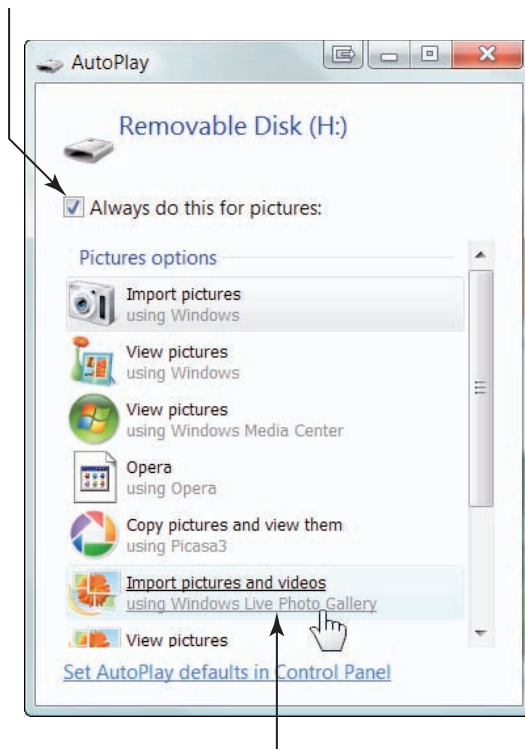 AutoPlay
Removable Disk (H:)
Always do this for pictures:
Pictures options
Import pictures
using Windows
View pictures
using Windows
View pictures
using Windows Media Center
Opera
using Opera
Copy pictures and view them
using Picasa3
Import pictures and videos
using Windows Live Photo Gallery
View pictures
Set AutoPlay defaults in Control Panel